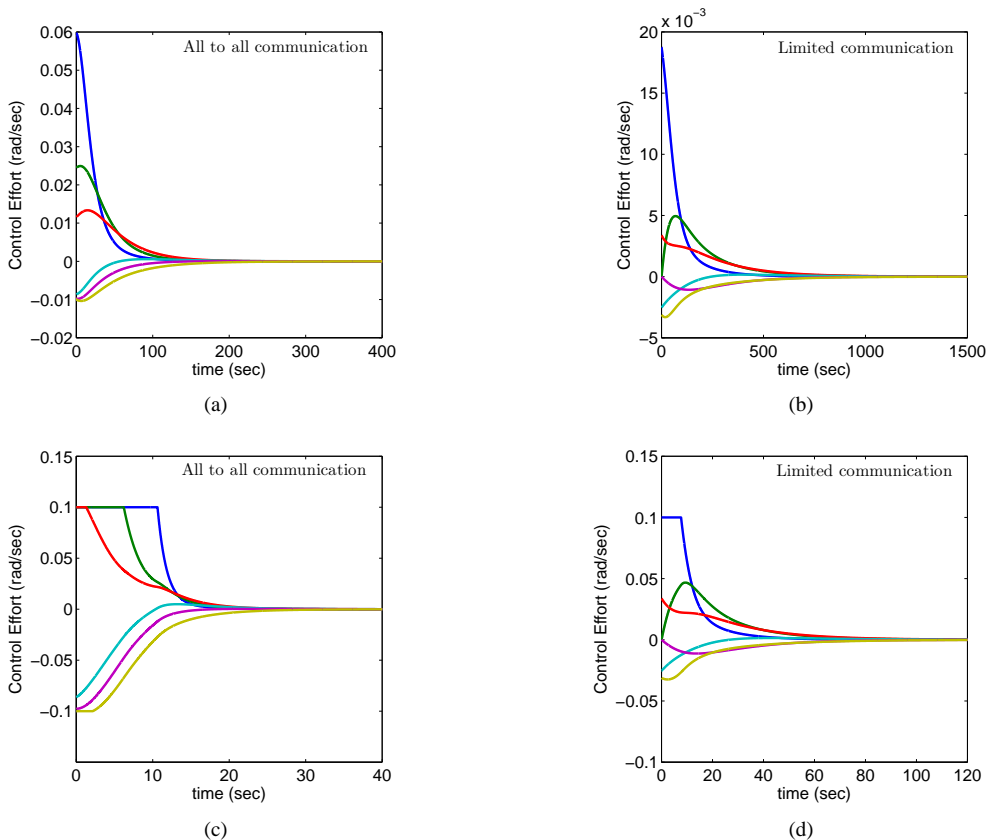 All to all communication
0.06
0.05
0.04
0.03
0.02
0.01
0
−0.01
−0.02
Control Effort (rad/sec)
0
100
200
300
400
time (sec)
(a)
x 10⁻³
Limited communication
20
15
10
5
0
−5
Control Effort (rad/sec)
0
500
1000
1500
time (sec)
(b)
All to all communication
0.15
0.1
0.05
0
−0.05
−0.1
Control Effort (rad/sec)
0
10
20
30
40
time (sec)
(c)
Limited communication
0.15
0.1
0.05
0
−0.05
−0.1
Control Effort (rad/sec)
0
20
40
60
80
100
120
time (sec)
(d)